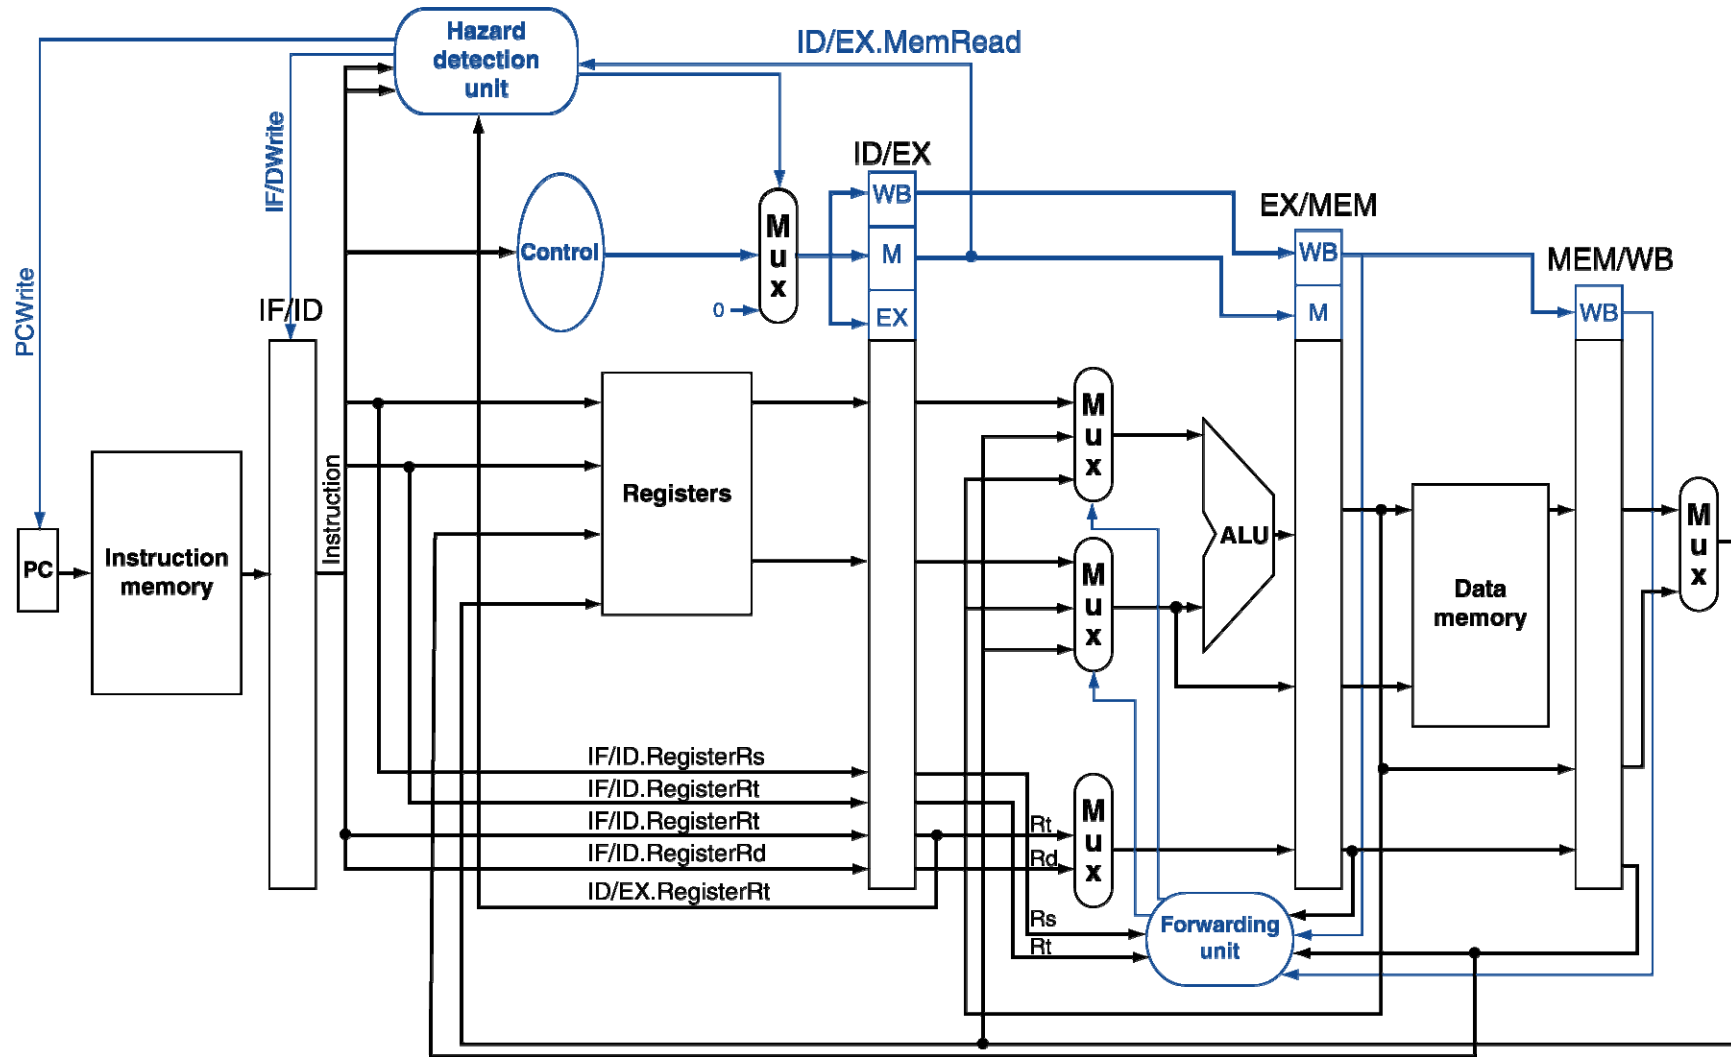 Hazard
detection
unit
ID/EX.MemRead
IF/DWrite
PCWrite
ID/EX
WB
M
EX
Control
M
u
x
0
EX/MEM
WB
M
MEM/WB
WB
IF/ID
Instruction
PC
Instruction
memory
Registers
M
u
x
M
u
x
ALU
Data
memory
M
u
x
IF/ID.RegisterRs
IF/ID.RegisterRt
IF/ID.RegisterRt
IF/ID.RegisterRd
ID/EX.RegisterRt
Rt
Rd
M
u
x
Rs
Rt
Forwarding
unit